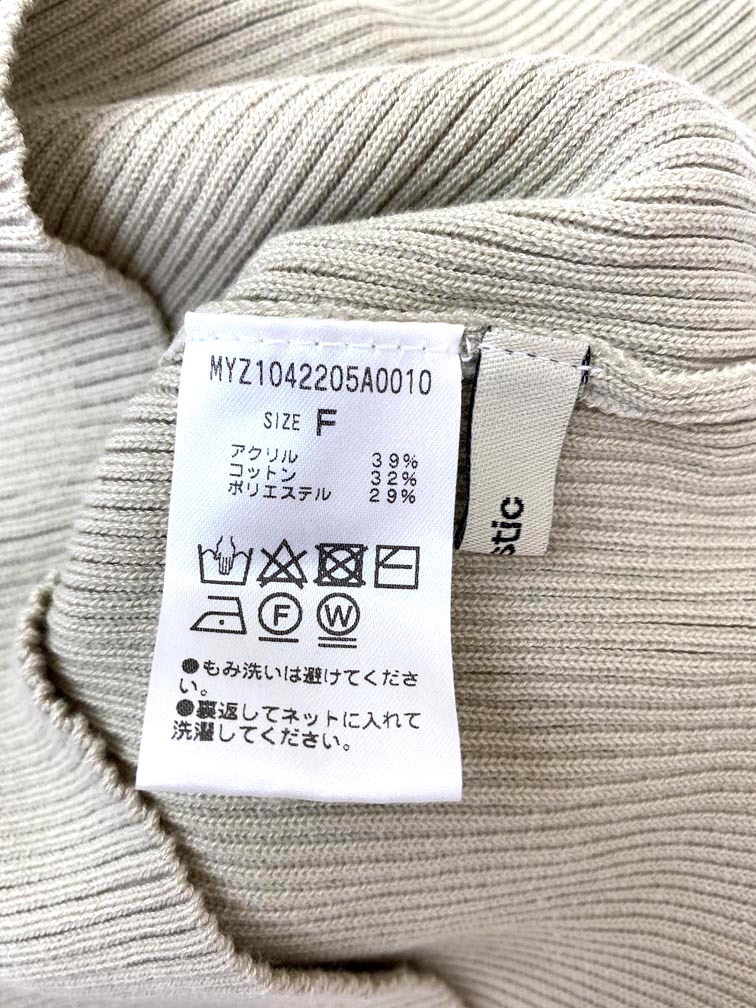 MYZ1042205A0010
SIZE F
アクリル 39%
コットン 32%
ポリエステル 29%
F W
●もみ洗いは避けてくださ
い。
●裏返してネットに入れて
洗濯してください。
stic